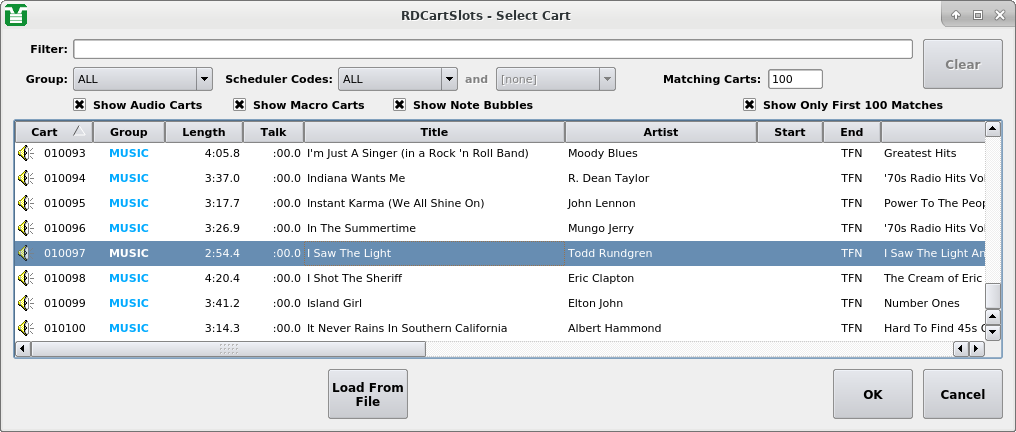 RDCartSlots - Select Cart
Filter:
Clear
Group: ALL Scheduler Codes: ALL and [none] Matching Carts: 100
Show Audio Carts Show Macro Carts Show Note Bubbles Show Only First 100 Matches
Cart Group Length Talk Title Artist Start End
010093 MUSIC 4:05.8 :00.0 I'm Just A Singer (in a Rock 'n Roll Band) Moody Blues TFN Greatest Hits
010094 MUSIC 3:37.0 :00.0 Indiana Wants Me R. Dean Taylor TFN '70s Radio Hits Vo
010095 MUSIC 3:17.7 :00.0 Instant Karma (We All Shine On) John Lennon TFN Power To The Peop
010096 MUSIC 3:26.9 :00.0 In The Summertime Mungo Jerry TFN '70s Radio Hits Vo
010097 MUSIC 2:54.4 :00.0 I Saw The Light Todd Rundgren TFN I Saw The Light An
010098 MUSIC 4:20.4 :00.0 I Shot The Sheriff Eric Clapton TFN The Cream of Eric
010099 MUSIC 3:41.2 :00.0 Island Girl Elton John TFN Number Ones
010100 MUSIC 3:14.3 :00.0 It Never Rains In Southern California Albert Hammond TFN Hard To Find 45s
Load From
File
OK
Cancel